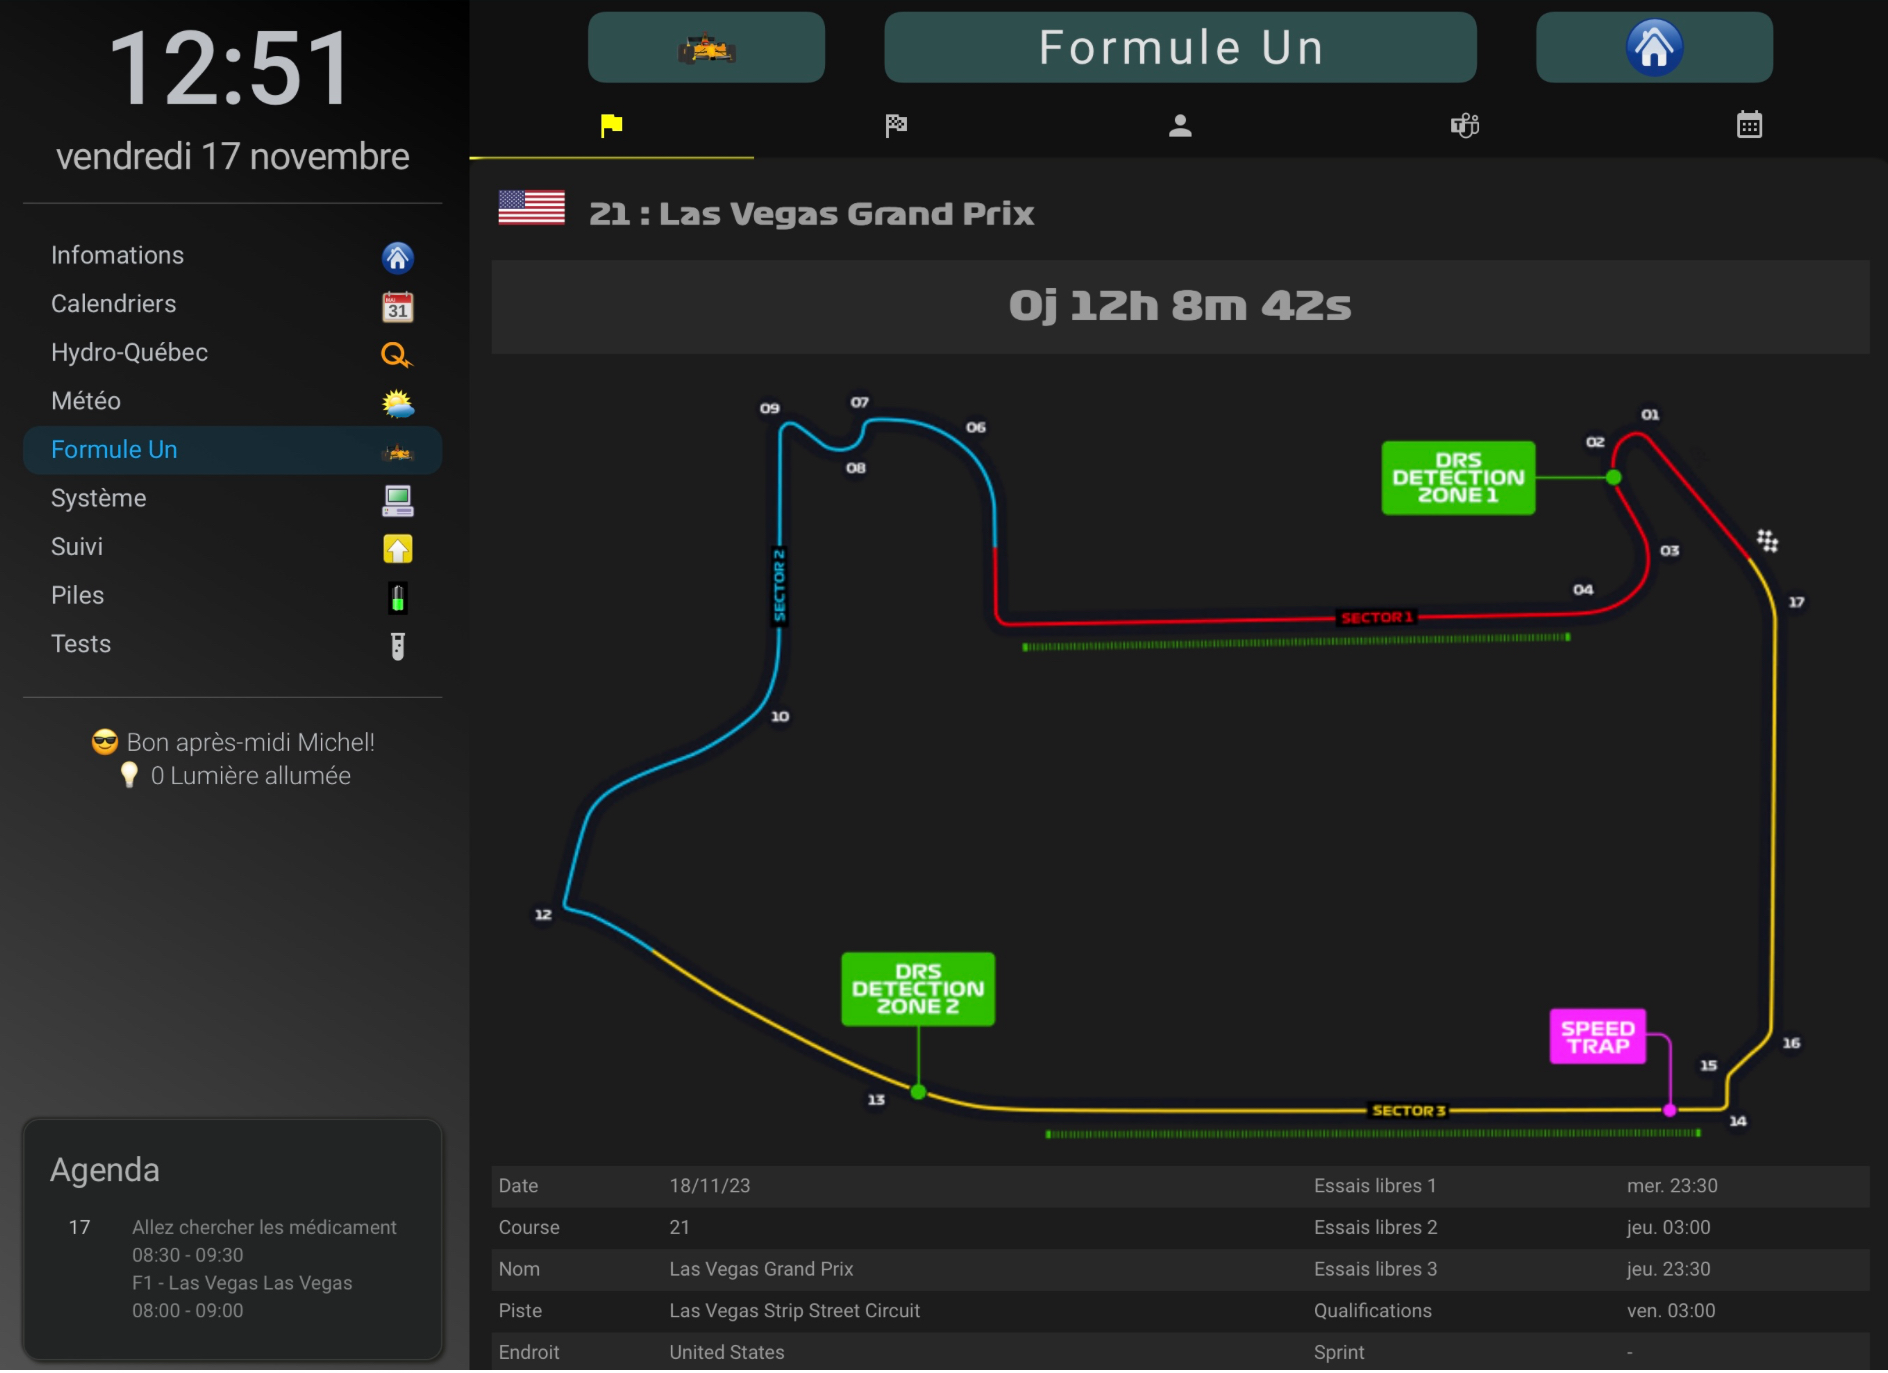 12:51
vendredi 17 novembre
Infomations
Calendriers
31
Hydro-Québec
Météo
Formule Un
Système
Suivi
Piles
Tests
😎 Bon après-midi Michel!
💡 0 Lumière allumée
Agenda
17 Allez chercher les médicament
08:30 - 09:30
F1 - Las Vegas Las Vegas
08:00 - 09:00
Formule Un
21 : Las Vegas Grand Prix
0j 12h 8m 42s
09
07
06
08
01
02
DRS
DETECTION
ZONE 1
03
04
17
SECTOR 2
SECTOR 1
10
12
DRS
DETECTION
ZONE 2
SPEED
TRAP
16
15
13
SECTOR 3
14
Date 18/11/23 Essais libres 1 mer. 23:30
Course 21 Essais libres 2 jeu. 03:00
Nom Las Vegas Grand Prix Essais libres 3 jeu. 23:30
Piste Las Vegas Strip Street Circuit Qualifications ven. 03:00
Endroit United States Sprint -